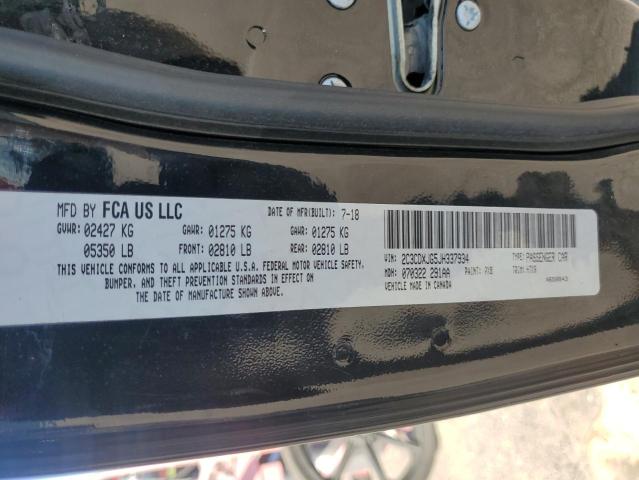 MFD BY FCA US LLC
DATE OF MFR(BUILT): 7-18
GVWR: 02427 KG
GAWR: 01275 KG
GAWR: 01275 KG
05350 LB
FRONT: 02810 LB
REAR: 02810 LB
THIS VEHICLE CONFORMS TO ALL APPLICABLE U.S.A. FEDERAL MOTOR VEHICLE SAFETY,
BUMPER, AND THEFT PREVENTION STANDARDS IN EFFECT ON
THE DATE OF MANUFACTURE SHOWN ABOVE.
VIN: 2C3CDXJG5JH337934
TYPE: PASSENGER CAR
MDH: 070322 291AA
PAINT: PX8
TRIM:
VEHICLE MADE IN CANADA